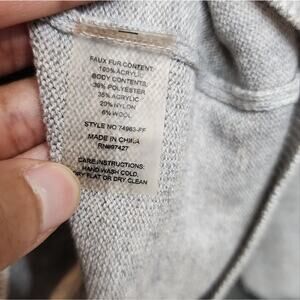 FAUX FUR CONTENT:
100% ACRYLIC
BODY CONTENTS:
39% POLYESTER
35% ACRYLIC
20% NYLON
6% WOOL
STYLE NO 74963-FF
MADE IN CHINA
RN#97427
CARE INSTRUCTIONS:
HAND WASH COLD,
DRY FLAT OR DRY CLEAN